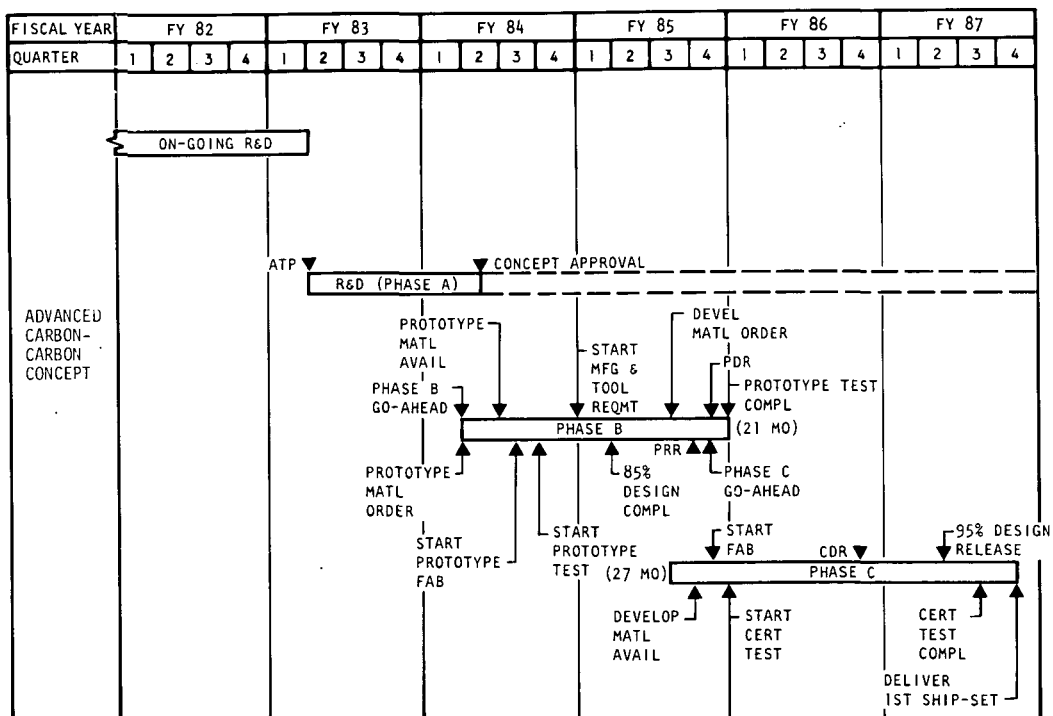 FISCAL YEAR FY 82 FY 83 FY 84 FY 85 FY 86 FY 87
QUARTER 1 2 3 4 1 2 3 4 1 2 3 4 1 2 3 4 1 2 3 4 1 2 3 4
ON-GOING R&D
ATP
CONCEPT APPROVAL
R&D (PHASE A)
ADVANCED
CARBON-
CARBON
CONCEPT
PROTOTYPE
MATL
AVAIL
DEVEL
MATL ORDER
START
MFG &
TOOL
REQMT
PDR
PROTOTYPE TEST
COMPL
PHASE B
GO-AHEAD
PHASE B
(21 MO)
PROTOTYPE
MATL
ORDER
PRR
85%
DESIGN
COMPL
PHASE C
GO-AHEAD
START
PROTOTYPE
FAB
START
PROTOTYPE
TEST
START
FAB
CDR
95% DESIGN
RELEASE
(27 MO)
PHASE C
DEVELOP
MATL
AVAIL
START
CERT
TEST
CERT
TEST
COMPL
DELIVER
1ST SHIP-SET